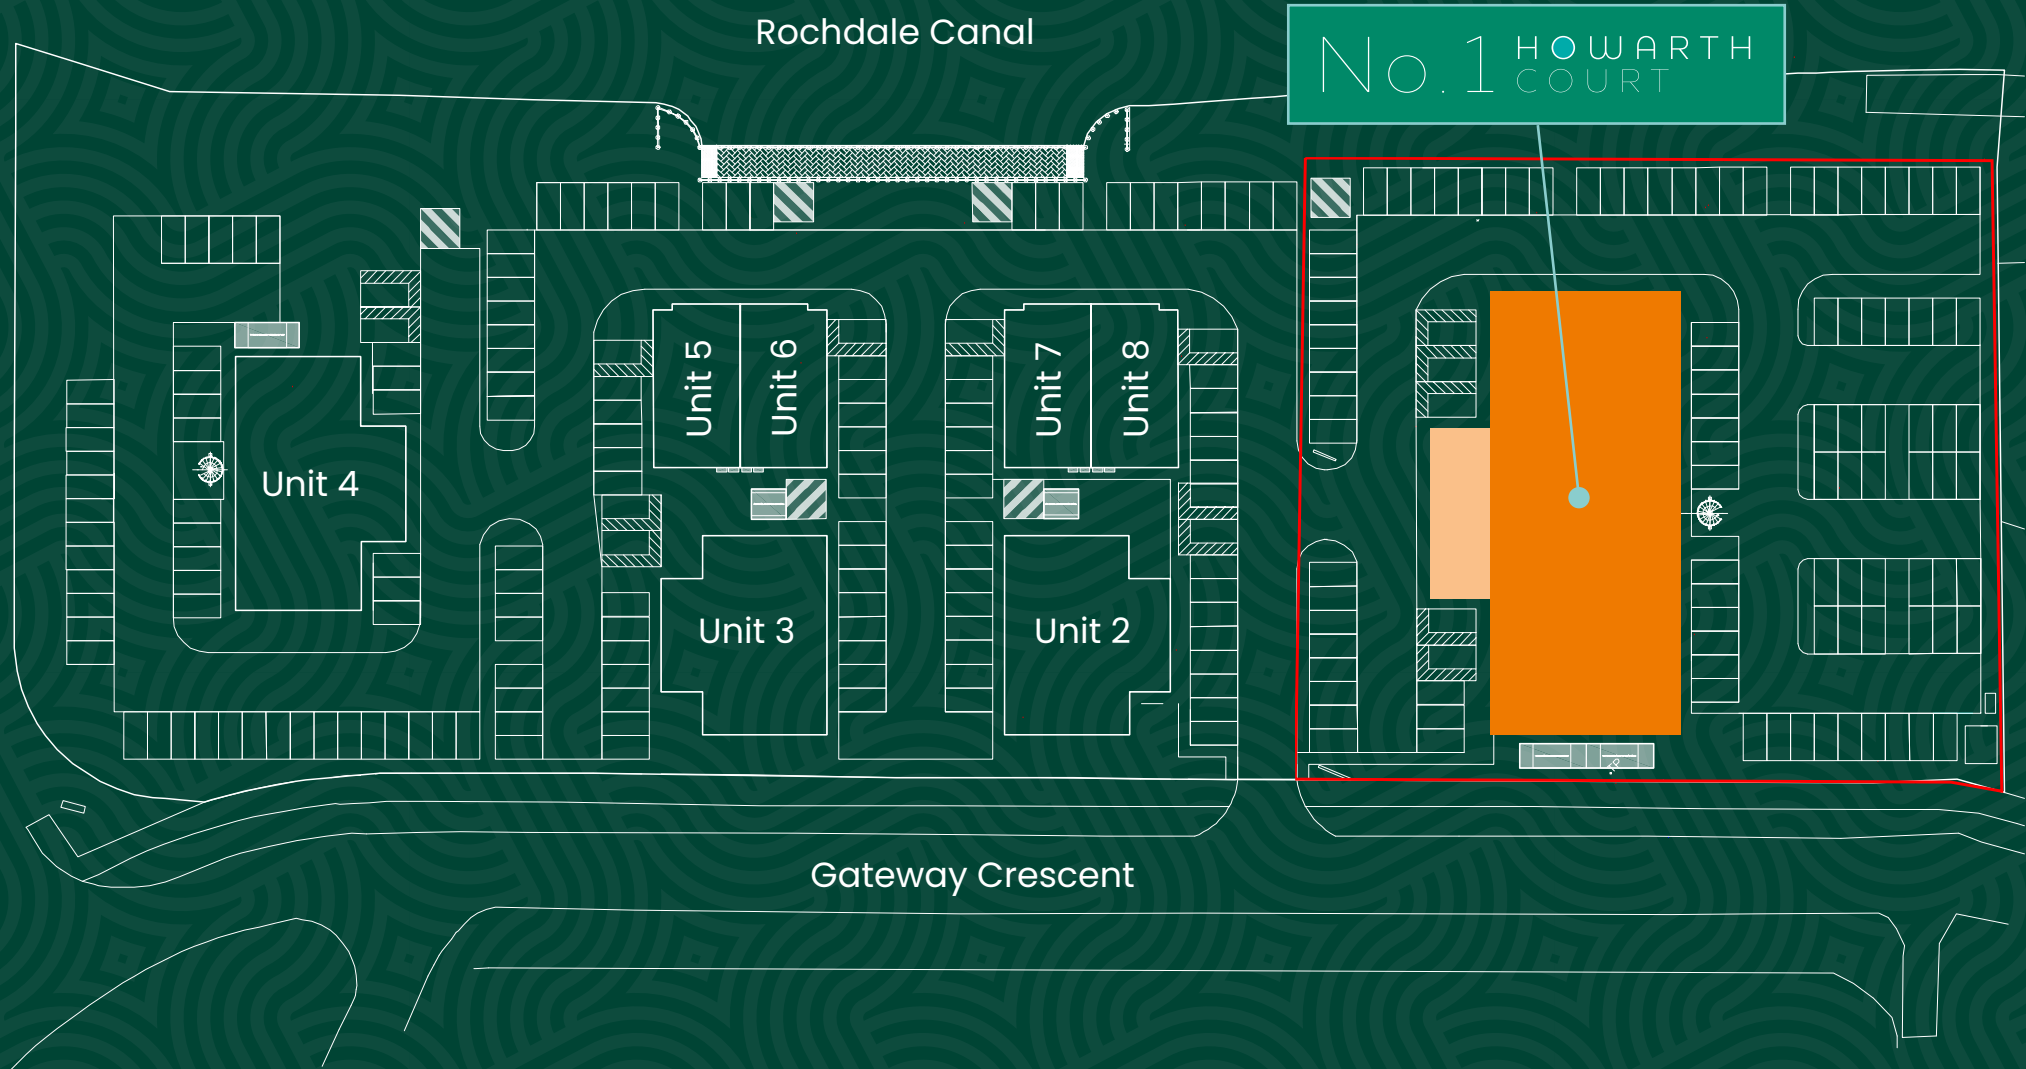 Rochdale Canal
No.1 HOWARTH
COURT
Unit 5
Unit 6
Unit 7
Unit 8
Unit 4
Unit 3
Unit 2
TP
Gateway Crescent